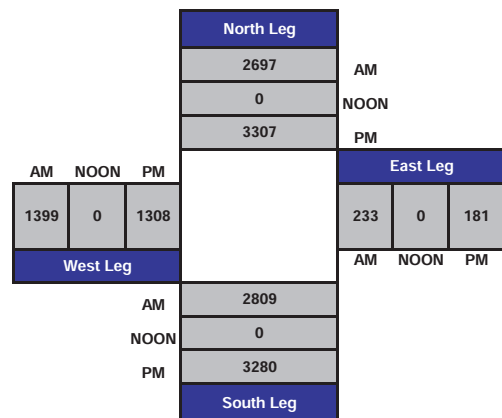 North Leg
2697 AM
0 NOON
3307 PM
AM NOON PM
East Leg
1399 0 1308
233 0 181
West Leg
AM NOON PM
AM 2809
NOON 0
PM 3280
South Leg